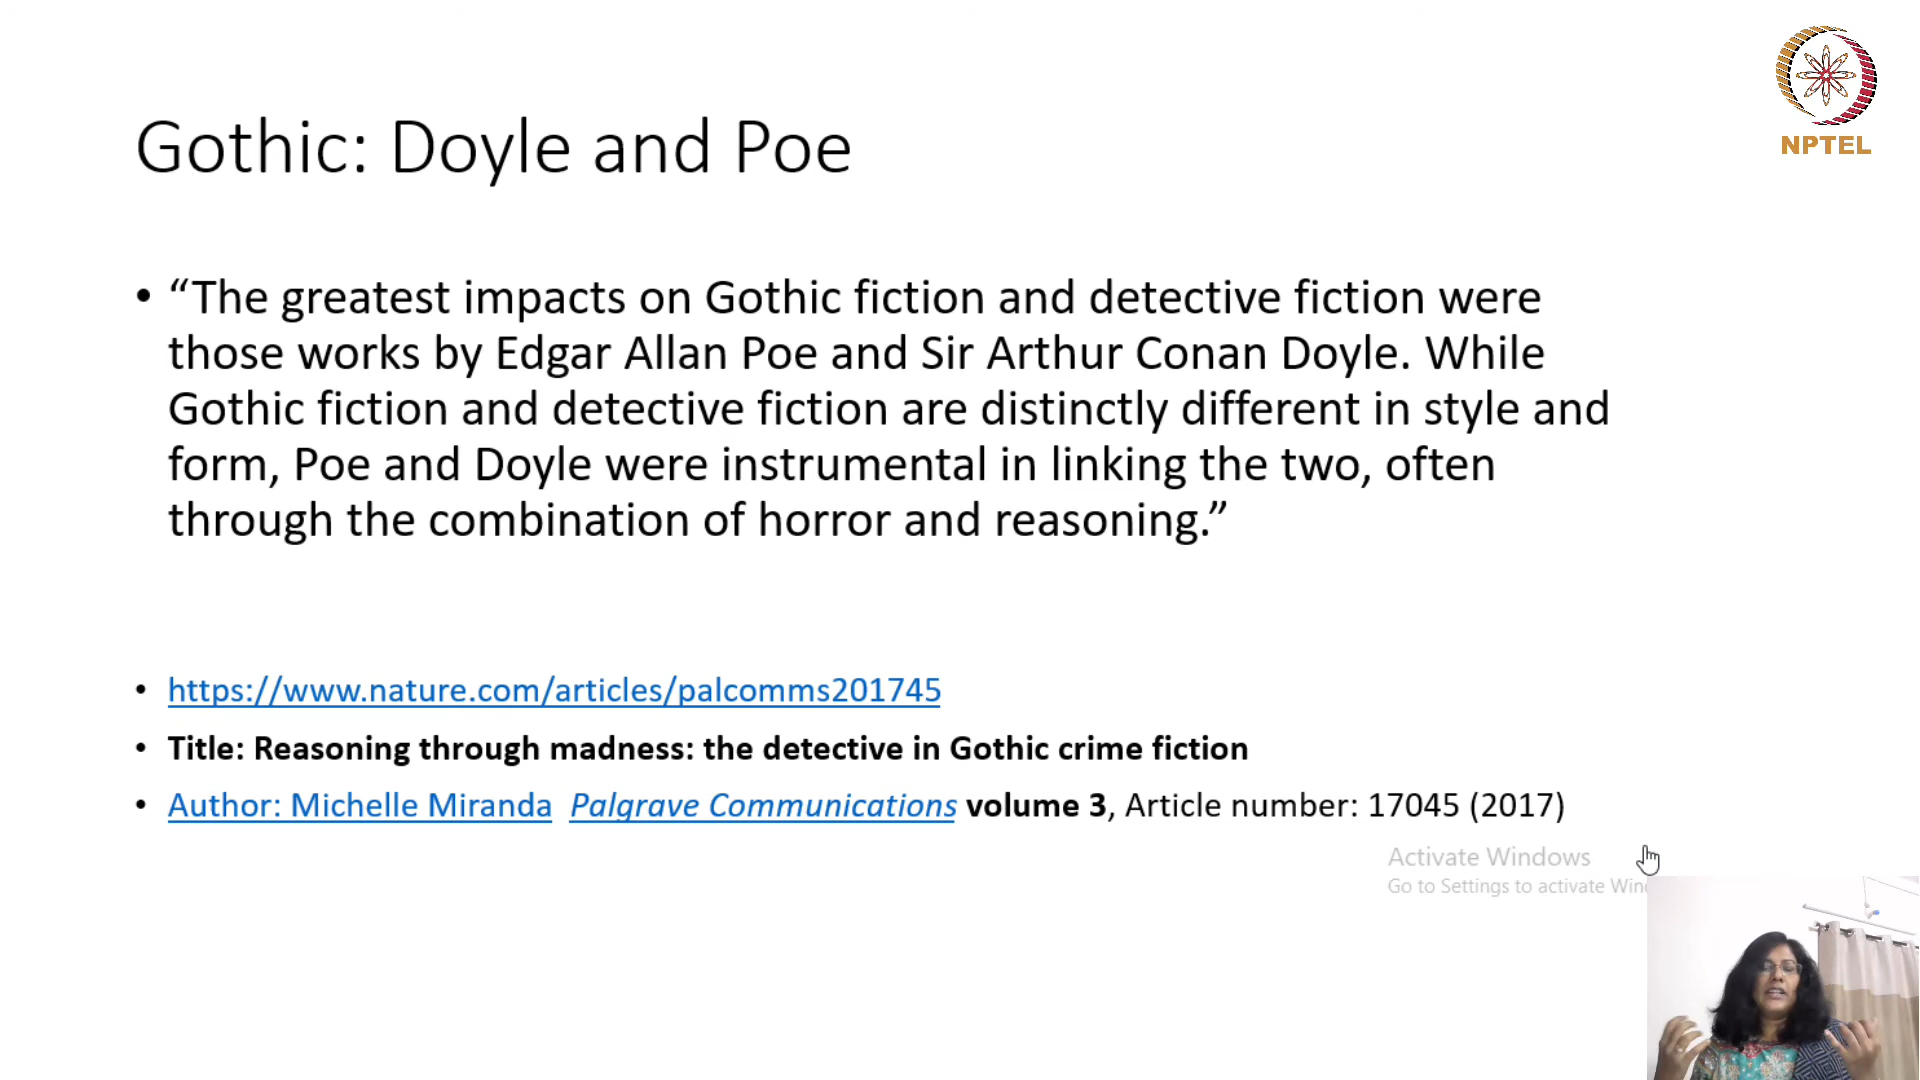 NPTEL
Gothic: Doyle and Poe
• “The greatest impacts on Gothic fiction and detective fiction were
those works by Edgar Allan Poe and Sir Arthur Conan Doyle. While
Gothic fiction and detective fiction are distinctly different in style and
form, Poe and Doyle were instrumental in linking the two, often
through the combination of horror and reasoning.”
• https://www.nature.com/articles/palcomms201745
• Title: Reasoning through madness: the detective in Gothic crime fiction
• Author: Michelle Miranda Palgrave Communications volume 3, Article number: 17045 (2017)
Activate Windows
Go to Settings to activate